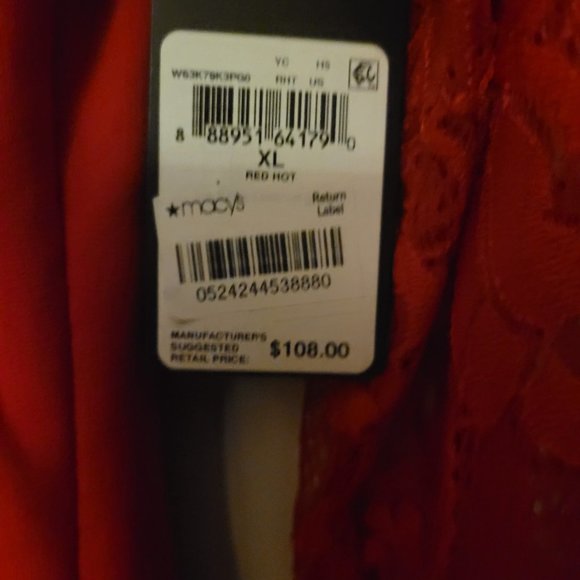 YC HS
W63K79K3PG0 RHT US
8 88951 64179 0
XL
RED HOT
★macy's Return Label
0524244538880
MANUFACTURER'S
SUGGESTED
RETAIL PRICE: $108.00